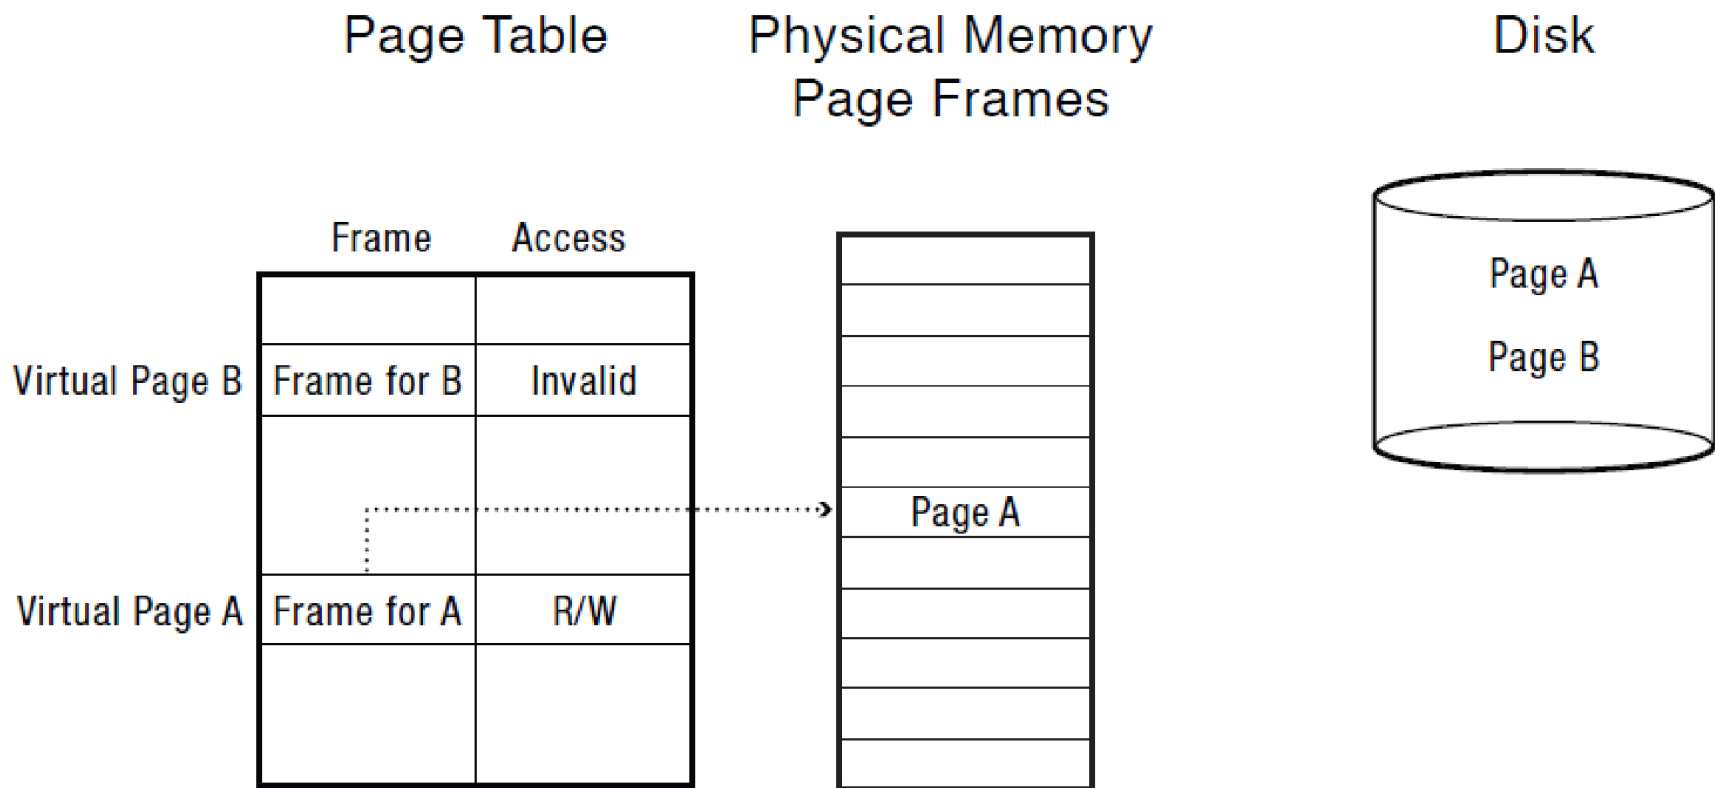 Page Table
Physical Memory
Page Frames
Disk
Frame Access
Virtual Page B Frame for B Invalid
Virtual Page A Frame for A R/W
Page A
Page A
Page B